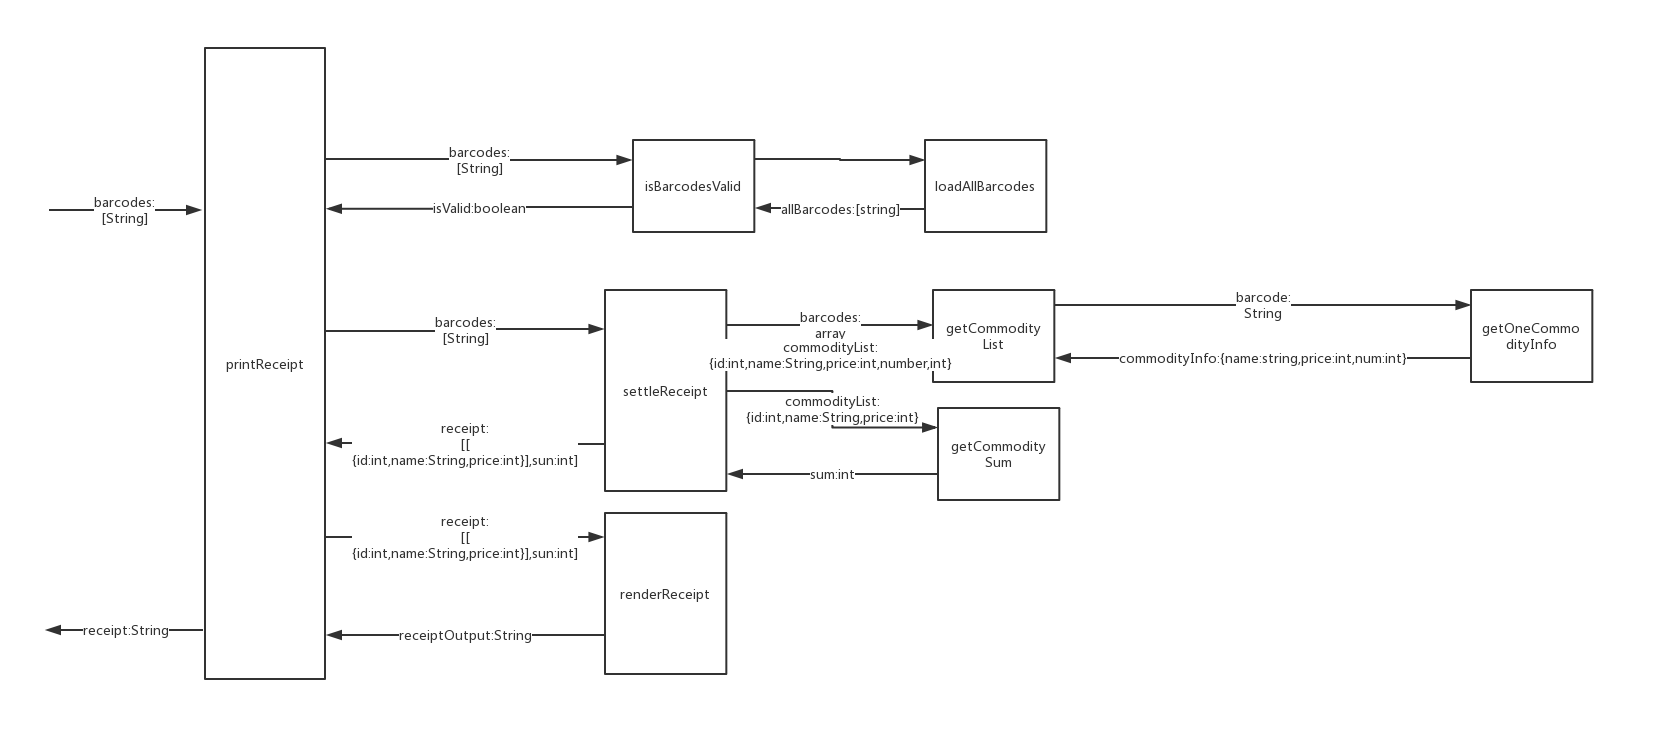 barcodes:
[String]
isBarcodesValid
loadAllBarcodes
barcodes:
[String]
isValid:boolean
allBarcodes:[string]
barcode:
String
barcodes:
array
barcodes:
[String]
getCommodity
List
getOneCommo
dityInfo
commodityList:
{id:int,name:String,price:int,number,int}
commodityInfo:{name:string,price:int,num:int}
printReceipt
settleReceipt
commodityList:
{id:int,name:String,price:int}
receipt:
[[
{id:int,name:String,price:int}],sun:int]
getCommodity
Sum
sum:int
receipt:
[[
{id:int,name:String,price:int}],sun:int]
renderReceipt
receipt:String
receiptOutput:String